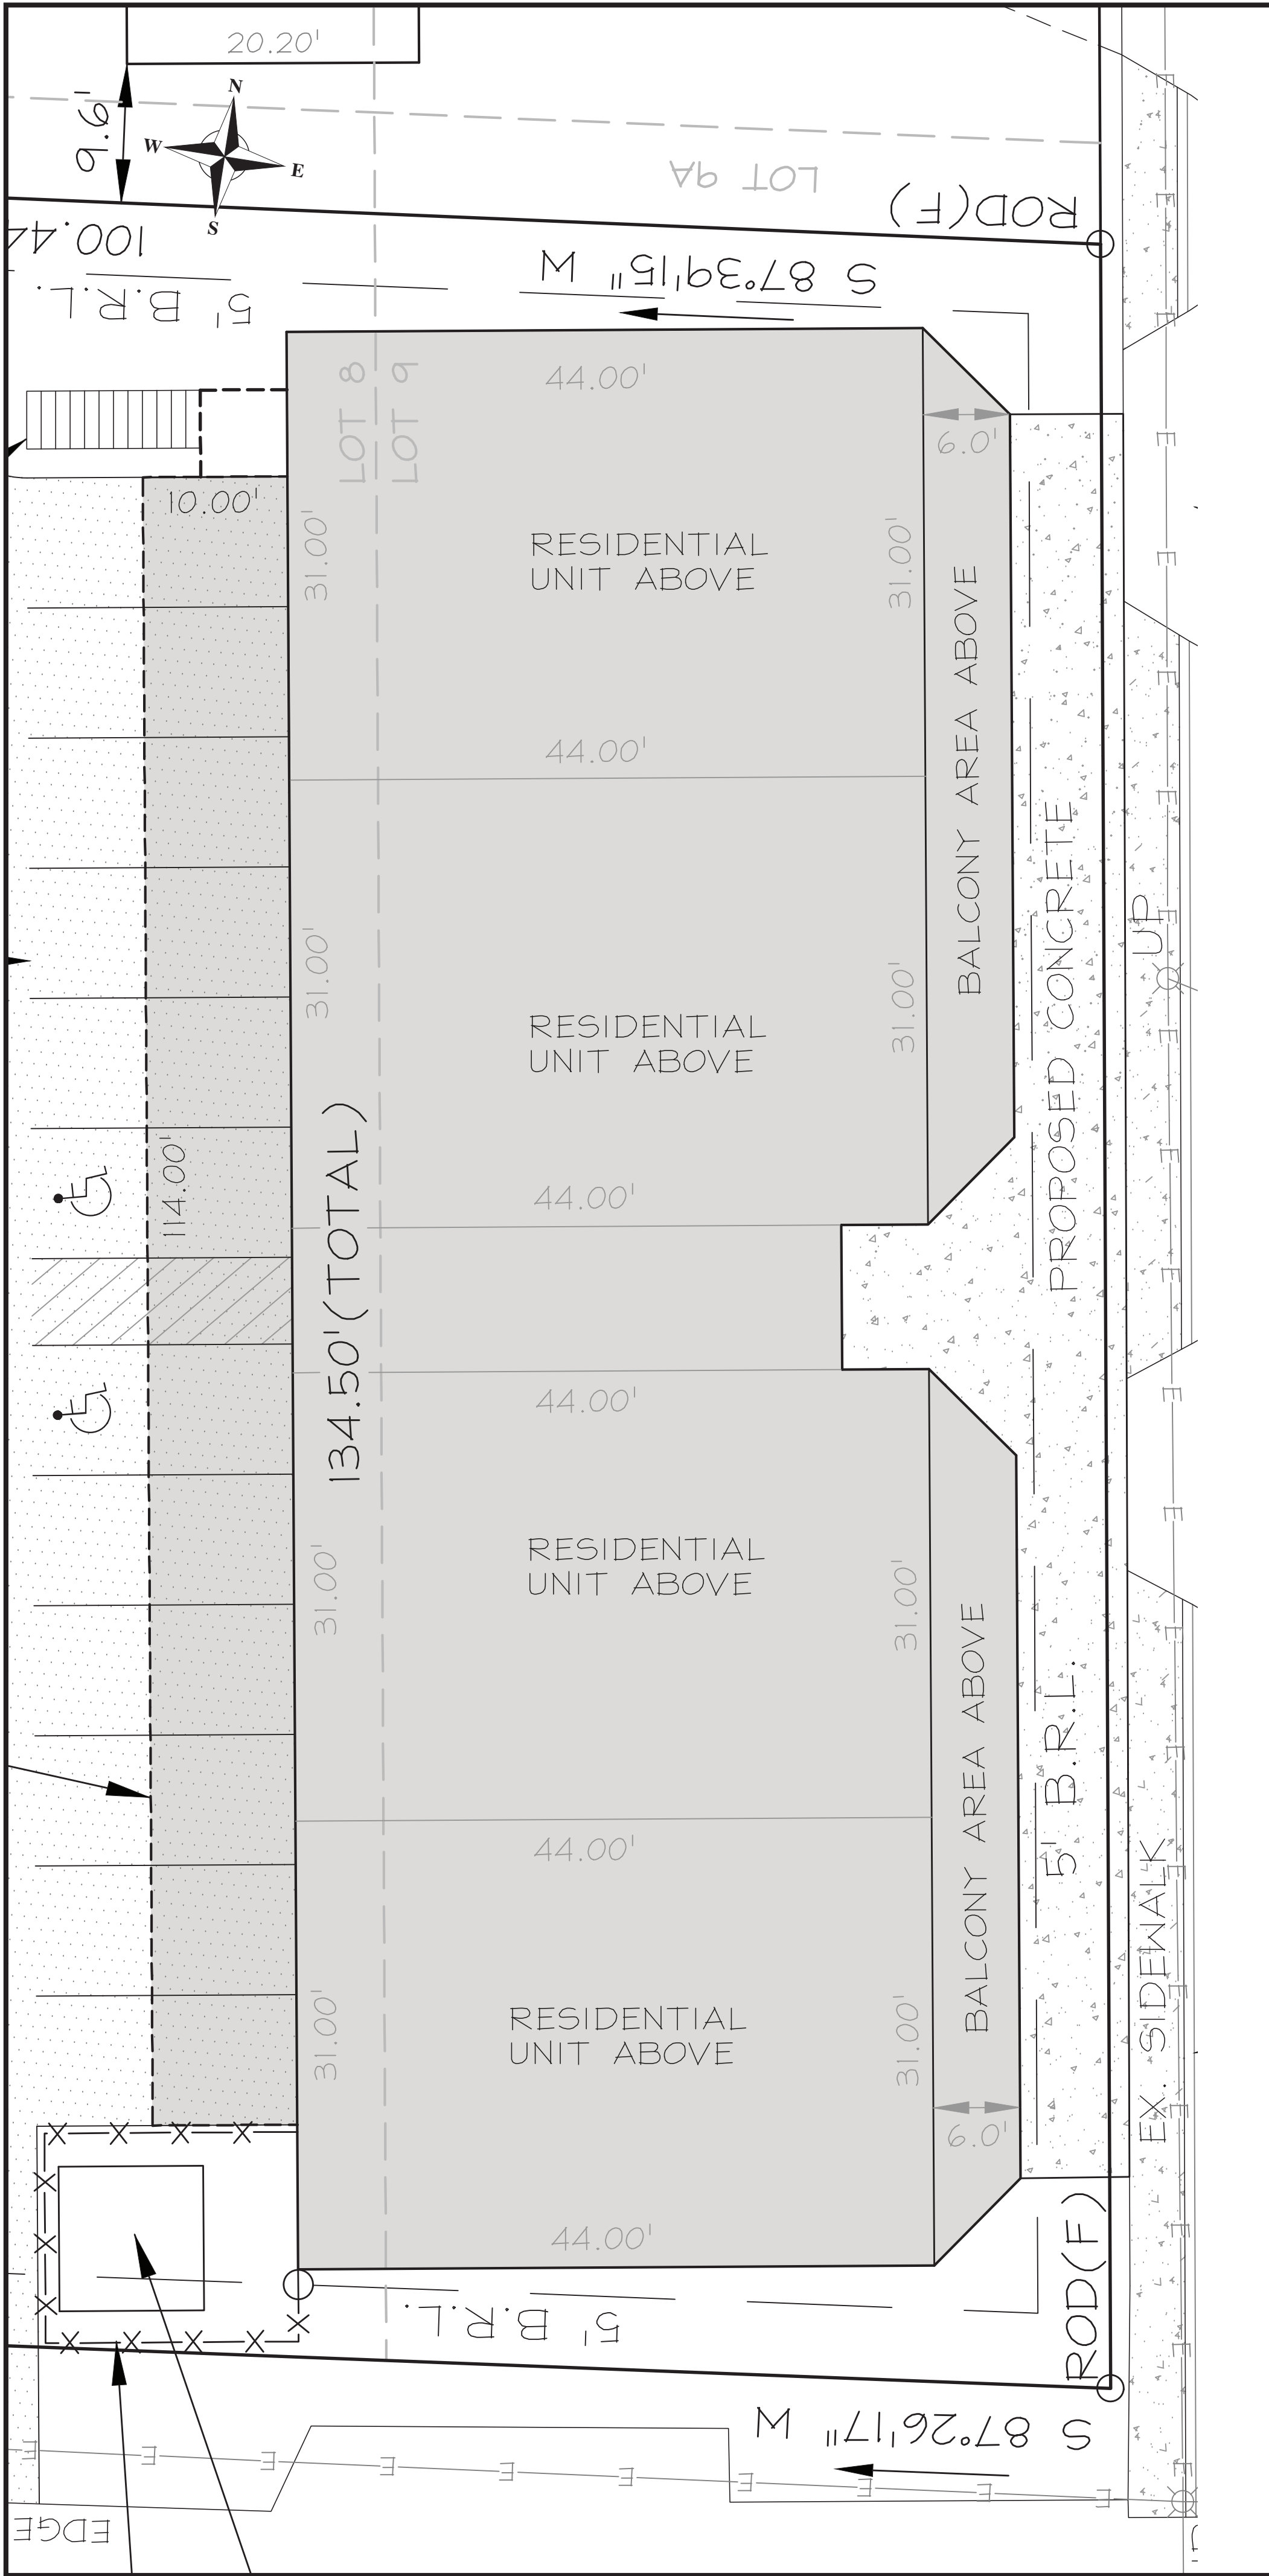 20.20'
9.6'
N
W
E
S
LOT 9A
ROD(F)
100.44
S 87°39'15" W
5' B.R.L.
44.00'
LOT 8
LOT 9
6.0'
10.00'
31.00'
31.00'
RESIDENTIAL
UNIT ABOVE
BALCONY AREA ABOVE
44.00'
PROPOSED CONCRETE
UP
31.00'
31.00'
RESIDENTIAL
UNIT ABOVE
114.00'
134.50'(TOTAL)
44.00'
44.00'
31.00'
31.00'
RESIDENTIAL
UNIT ABOVE
BALCONY AREA ABOVE
5' B.R.L.
44.00'
EX. SIDEWALK
31.00'
31.00'
RESIDENTIAL
UNIT ABOVE
6.0'
44.00'
ROD(F)
5' B.R.L.
S 87°26'17" W
E E E E E E E E E E
EDGE